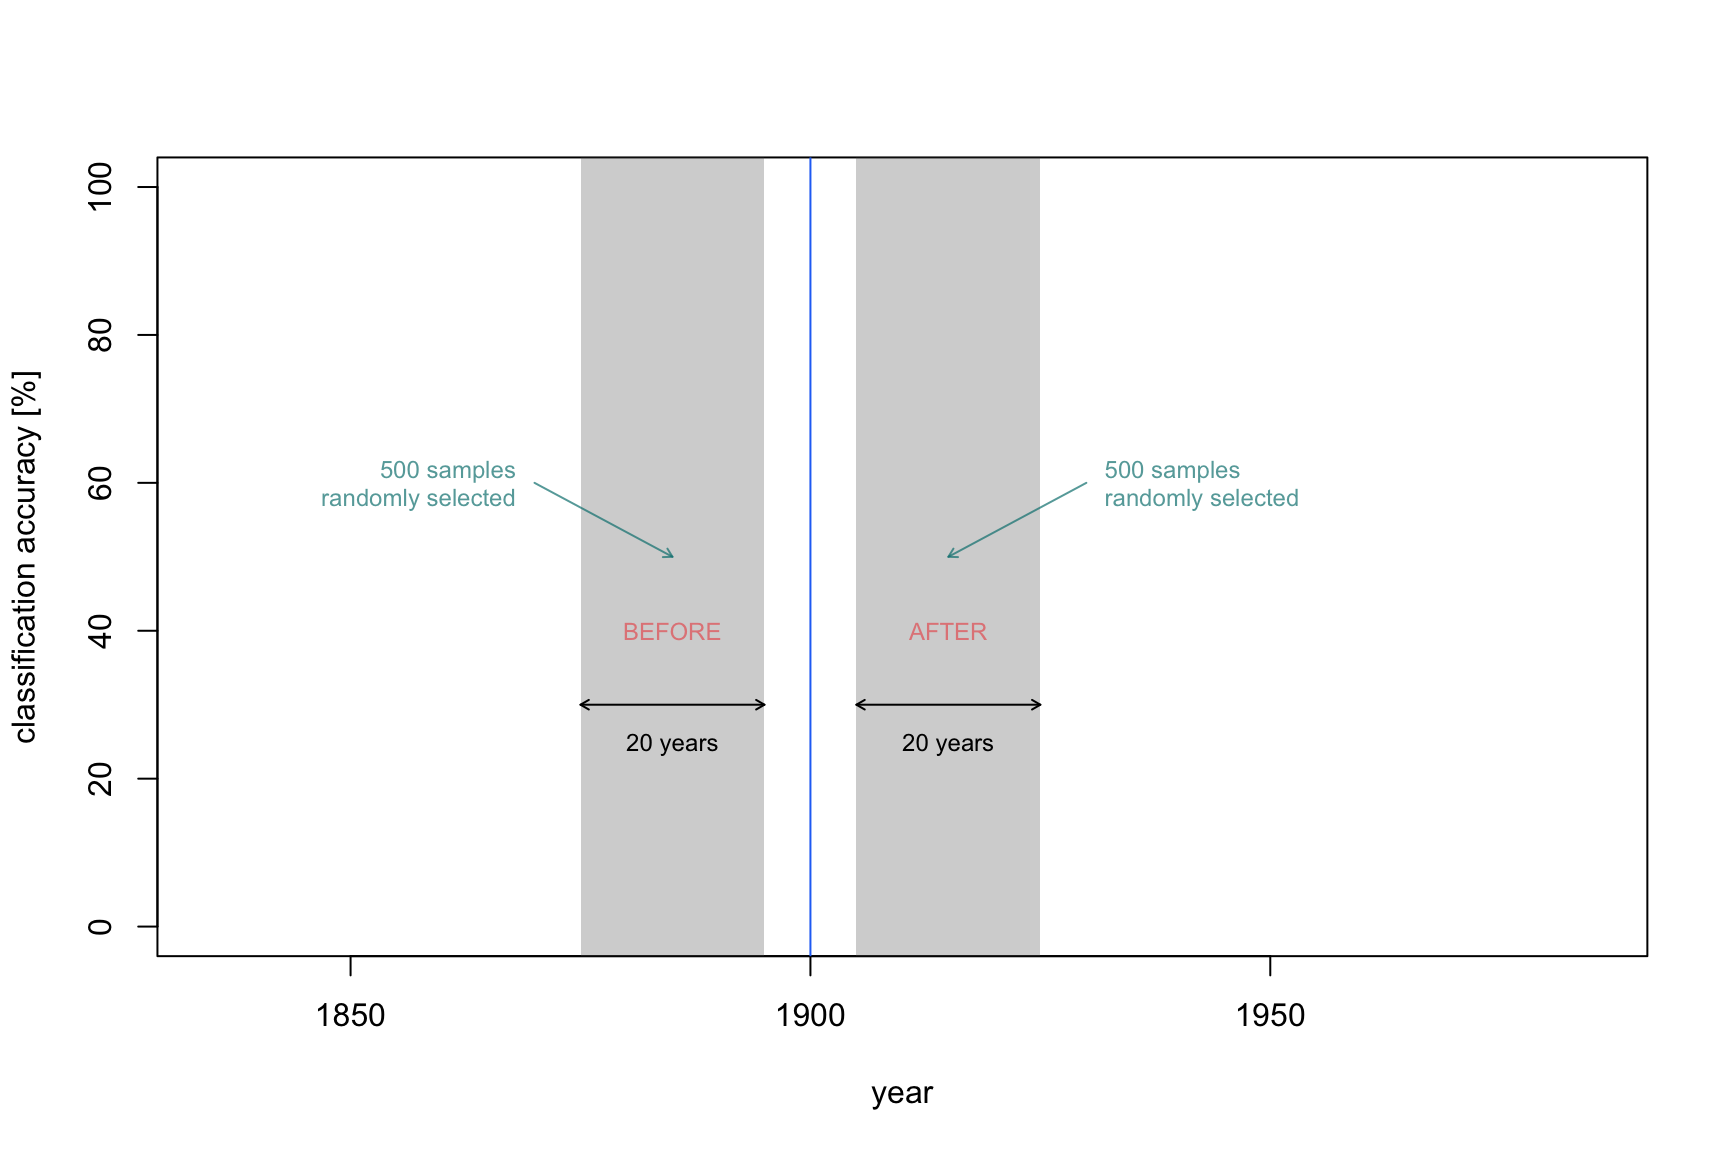 100
80
60
40
20
0
classification accuracy [%]
500 samples
randomly selected
500 samples
randomly selected
BEFORE
AFTER
20 years
20 years
1850
1900
1950
year